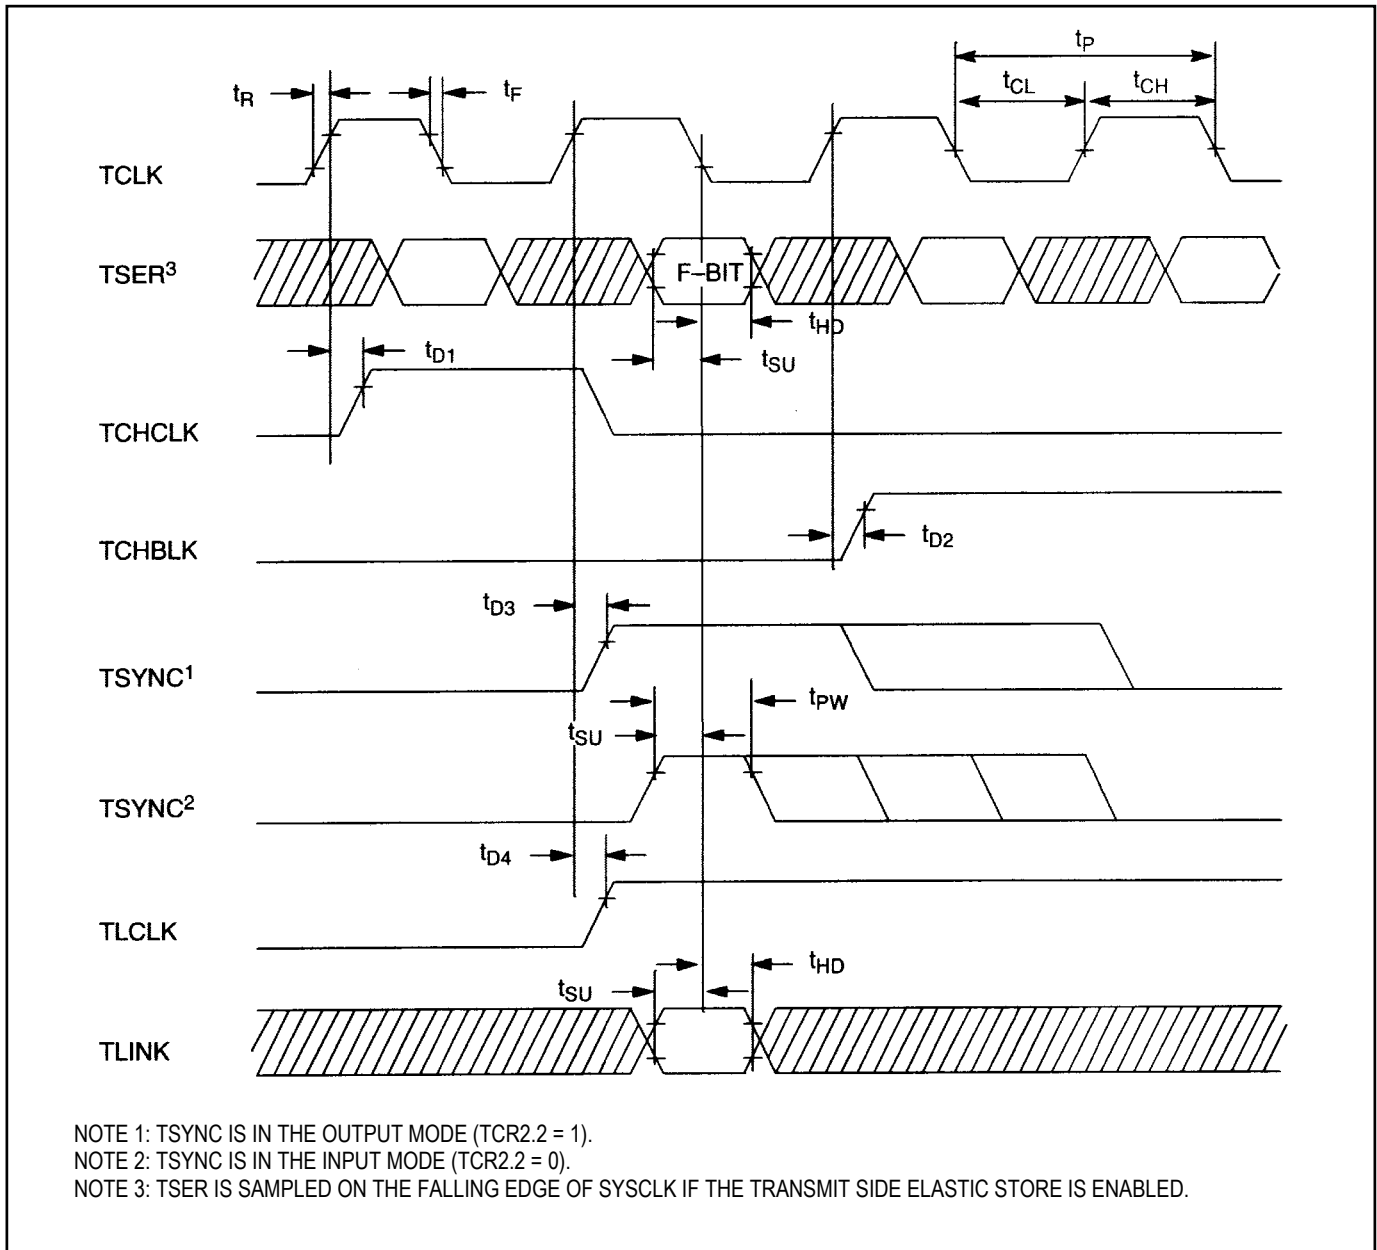 tP
tR tF tCL tCH
TCLK
TSER3 F-BIT
tHD
tD1 tSU
TCHCLK
TCHBLK tD2
tD3
TSYNC1
tPW
tSU
TSYNC2
tD4
TLCLK
tHD
tSU
TLINK
NOTE 1: TSYNC IS IN THE OUTPUT MODE (TCR2.2 = 1).
NOTE 2: TSYNC IS IN THE INPUT MODE (TCR2.2 = 0).
NOTE 3: TSER IS SAMPLED ON THE FALLING EDGE OF SYSCLK IF THE TRANSMIT SIDE ELASTIC STORE IS ENABLED.